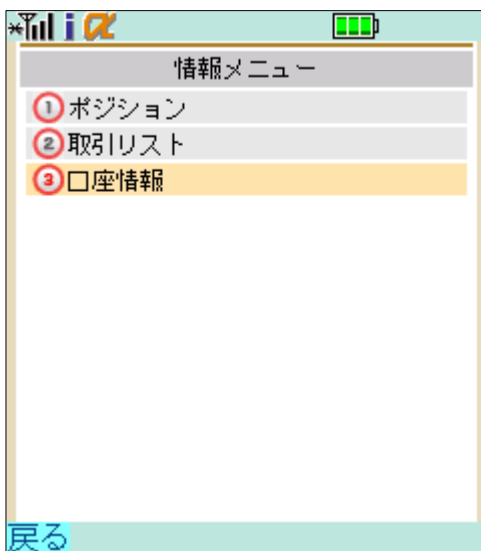 i α
情報メニュー
①ポジション
②取引リスト
③口座情報
戻る